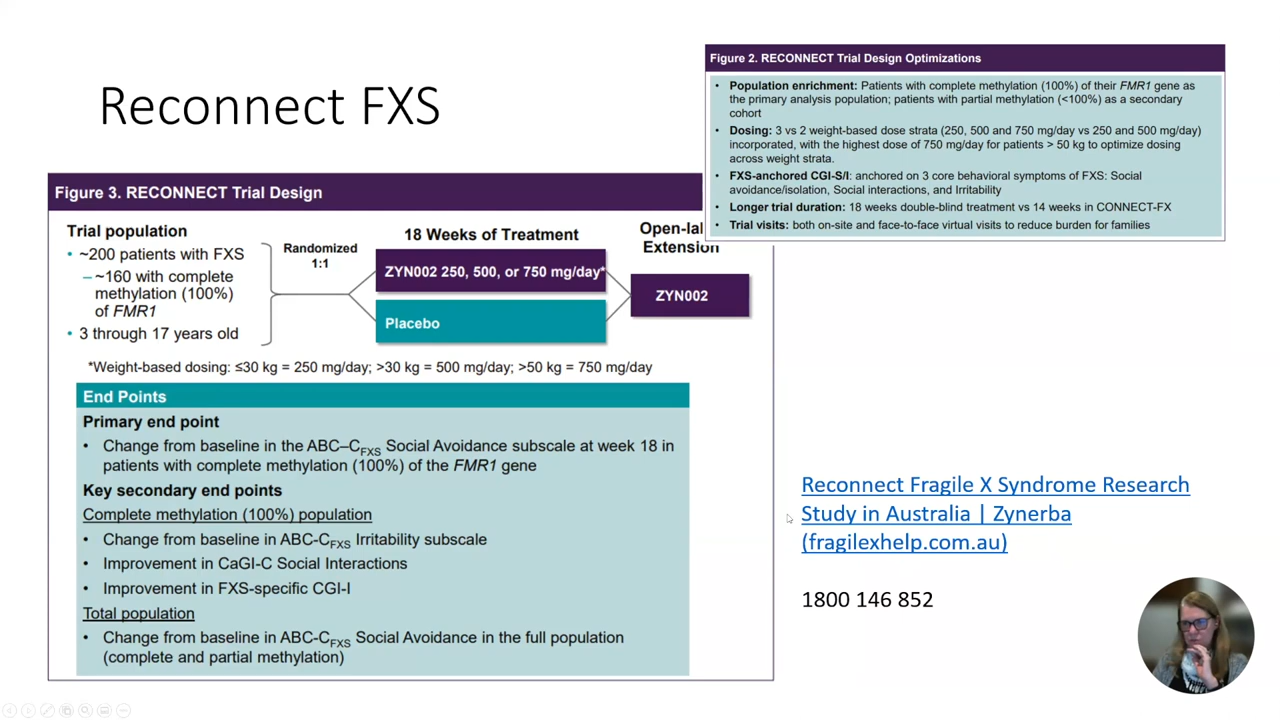 Reconnect FXS
Figure 2. RECONNECT Trial Design Optimizations
• Population enrichment: Patients with complete methylation (100%) of their FMR1 gene as
the primary analysis population; patients with partial methylation (<100%) as a secondary
cohort
• Dosing: 3 vs 2 weight-based dose strata (250, 500 and 750 mg/day vs 250 and 500 mg/day)
incorporated, with the highest dose of 750 mg/day for patients > 50 kg to optimize dosing
across weight strata.
• FXS-anchored CGI-S/I: anchored on 3 core behavioral symptoms of FXS: Social
avoidance/isolation, Social interactions, and Irritability
• Longer trial duration: 18 weeks double-blind treatment vs 14 weeks in CONNECT-FX
• Trial visits: both on-site and face-to-face virtual visits to reduce burden for families
Figure 3. RECONNECT Trial Design
Trial population
• ~200 patients with FXS
– ~160 with complete
methylation (100%)
of FMR1
• 3 through 17 years old
Randomized
1:1
18 Weeks of Treatment
ZYN002 250, 500, or 750 mg/day*
Placebo
Open-la
Extension
ZYN002
*Weight-based dosing: ≤30 kg = 250 mg/day; >30 kg = 500 mg/day; >50 kg = 750 mg/day
End Points
Primary end point
• Change from baseline in the ABC–CFXS Social Avoidance subscale at week 18 in
patients with complete methylation (100%) of the FMR1 gene
Key secondary end points
Complete methylation (100%) population
• Change from baseline in ABC-CFXS Irritability subscale
• Improvement in CaGI-C Social Interactions
• Improvement in FXS-specific CGI-I
Total population
• Change from baseline in ABC-CFXS Social Avoidance in the full population
(complete and partial methylation)
Reconnect Fragile X Syndrome Research
Study in Australia | Zynerba
(fragilexhelp.com.au)
1800 146 852